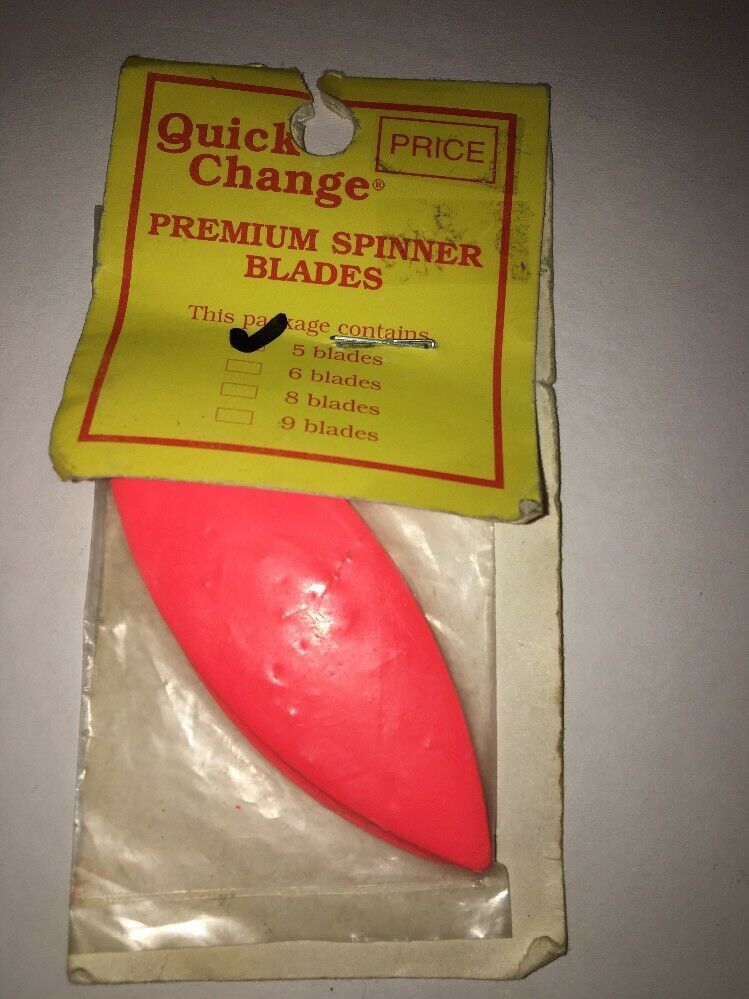 Quick
Change®
PRICE
PREMIUM SPINNER
BLADES
This package contains
5 blades
6 blades
8 blades
9 blades